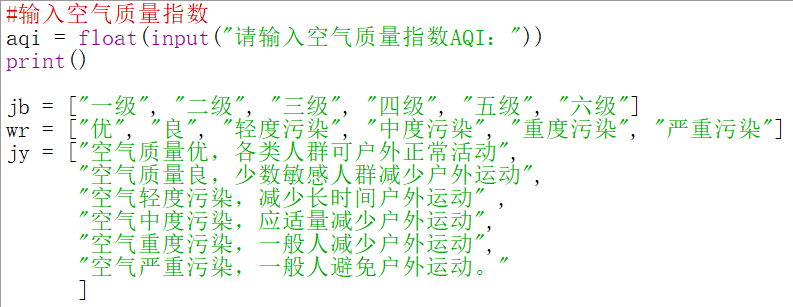 #输入空气质量指数
aqi = float(input("请输入空气质量指数AQI："))
print()
jb = ["一级", "二级", "三级", "四级", "五级", "六级"]
wr = ["优", "良", "轻度污染", "中度污染", "重度污染", "严重污染"]
jy = ["空气质量优，各类人群可户外正常活动",
"空气质量良，少数敏感人群减少户外运动",
"空气轻度污染，减少长时间户外运动" ,
"空气中度污染，应适量减少户外运动",
"空气重度污染，一般人减少户外运动",
"空气严重污染，一般人避免户外运动。"
]